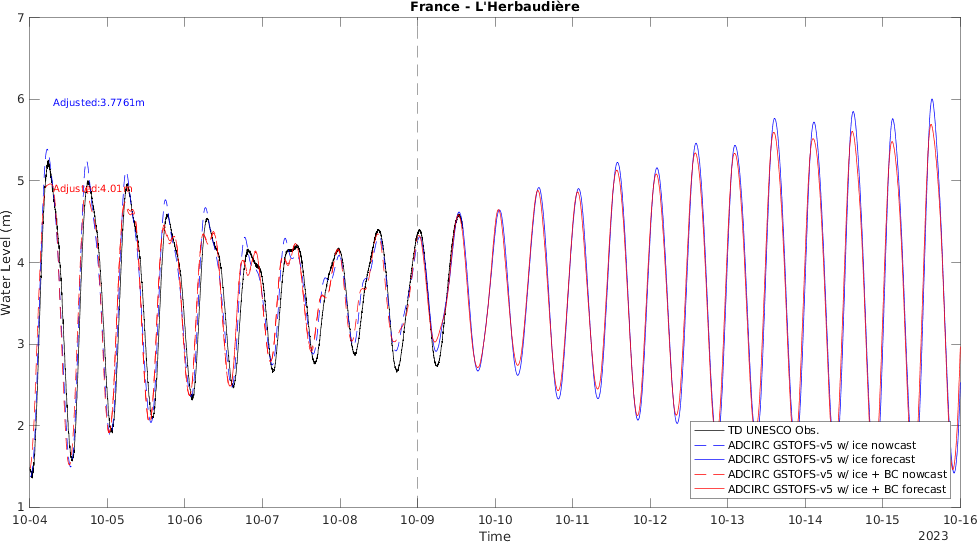 France - L'Herbaudière
7
6
5
4
3
2
1
Water Level (m)
Adjusted:3.7761m
Adjusted:4.01
TD UNESCO Obs.
ADCIRC GSTOFS-v5 w/ ice nowcast
ADCIRC GSTOFS-v5 w/ ice forecast
ADCIRC GSTOFS-v5 w/ ice + BC nowcast
ADCIRC GSTOFS-v5 w/ ice + BC forecast
10-04 10-05 10-06 10-07 10-08 10-09 10-10 10-11 10-12 10-13 10-14 10-15 10-16
Time
2023